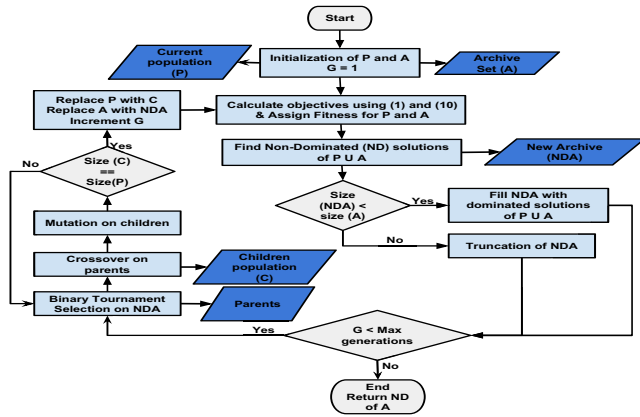 Start
Current
population
(P)
Initialization of P and A
G = 1
Archive
Set (A)
Replace P with C
Replace A with NDA
Increment G
Calculate objectives using (1) and (10)
& Assign Fitness for P and A
Yes
No
Find Non-Dominated (ND) solutions
of P U A
New Archive
(NDA)
Size (C)
==
Size(P)
Size
(NDA) <
size (A)
Yes
Fill NDA with
dominated solutions
of P U A
Mutation on children
No
Truncation of NDA
Crossover on
parents
Children
population
(C)
Binary Tournament
Selection on NDA
Parents
Yes
G < Max
generations
No
End
Return ND
of A